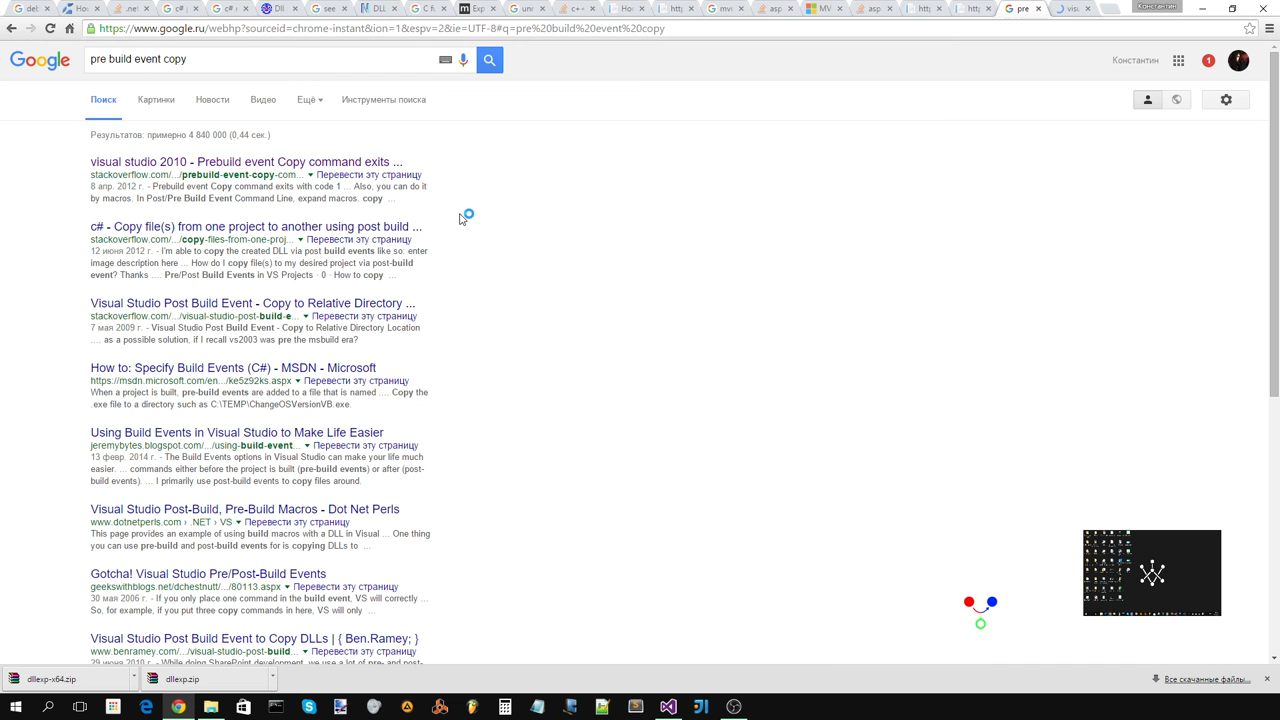 Константин
https://www.google.ru/webhp?sourceid=chrome-instant&ion=1&espv=2&ie=UTF-8#q=pre%20build%20event%20copy
Google
pre build event copy
Константин
1
Поиск Картинки Новости Видео Ещё Инструменты поиска
Результатов: примерно 4 840 000 (0,44 сек.)
visual studio 2010 - Prebuild event Copy command exits ...
stackoverflow.com/.../prebuild-event-copy-com... Перевести эту страницу
8 апр. 2012 г. - Prebuild event Copy command exits with code 1 ... Also, you can do it
by macros. In Post/Pre Build Event Command Line, expand macros. copy ...
c# - Copy file(s) from one project to another using post build ...
stackoverflow.com/.../copy-files-from-one-proj... Перевести эту страницу
12 июня 2012 г. - I'm able to copy the created DLL via post build events like so: enter
image description here ... How do I copy file(s) to my desired project via post-build
event? Thanks .... Pre/Post Build Events in VS Projects · 0 · How to copy ...
Visual Studio Post Build Event - Copy to Relative Directory ...
stackoverflow.com/.../visual-studio-post-build-e... Перевести эту страницу
7 мая 2009 г. - Visual Studio Post Build Event - Copy to Relative Directory Location
.... as a possible solution, if I recall vs2003 was pre the msbuild era?
How to: Specify Build Events (C#) - MSDN - Microsoft
https://msdn.microsoft.com/en.../ke5z92ks.aspx Перевести эту страницу
When a project is built, pre-build events are added to a file that is named .... Copy the
.exe file to a directory such as C:\TEMP\ChangeOSVersionVB.exe.
Using Build Events in Visual Studio to Make Life Easier
jeremybytes.blogspot.com/.../using-build-event... Перевести эту страницу
13 февр. 2014 г. - The Build Events options in Visual Studio can make your life much
easier. ... commands either before the project is built (pre-build events) or after (post-
build events). ... I primarily use post-build events to copy files around.
Visual Studio Post-Build, Pre-Build Macros - Dot Net Perls
www.dotnetperls.com › .NET › VS Перевести эту страницу
This page provides an example of using build macros with a DLL in Visual ... One thing
you can use pre-build and post-build events for is copying DLLs to ...
Gotcha! Visual Studio Pre/Post-Build Events
geekswithblogs.net/dchestnutt/.../80113.aspx Перевести эту страницу
30 мая 2006 г. - If you only place one command in the build event, VS will correctly ...
So, for example, if you put three copy commands in here, VS will only ...
Visual Studio Post Build Event to Copy DLLs | { Ben.Ramey; }
www.benramey.com/.../visual-studio-post-buil... Перевести эту страницу
29 июня 2010 г. - While doing SharePoint development, we use a lot of pre- and post-
dllexp-x64.zip
dllexp.zip
Все скачанные файлы...